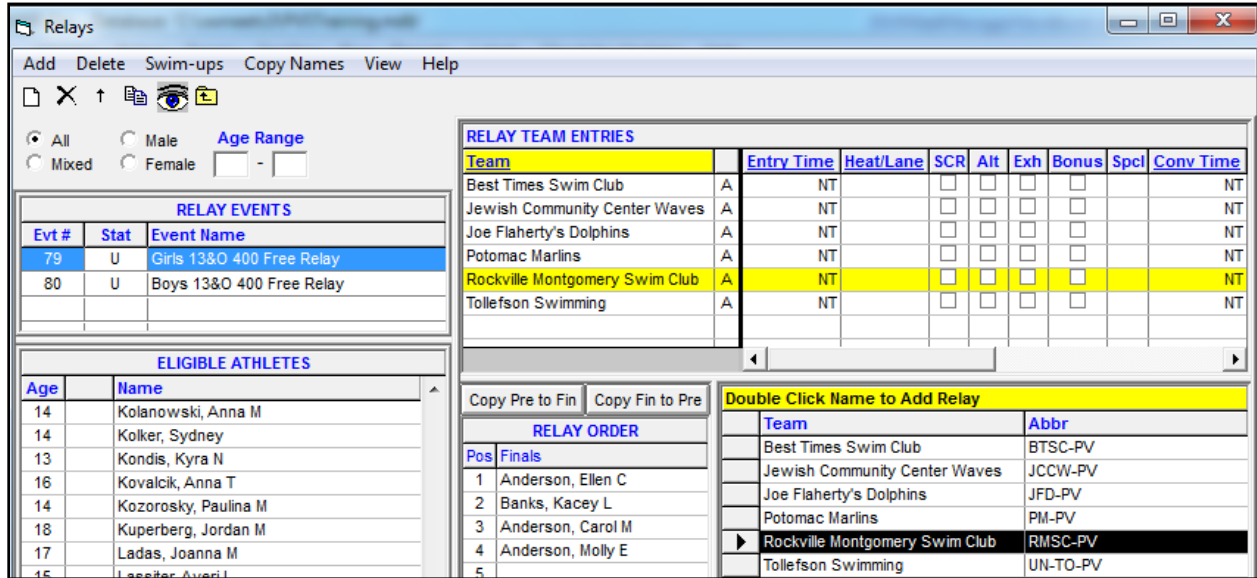 Relays
Add Delete Swim-ups Copy Names View Help
All Male Age Range
Mixed Female -
RELAY EVENTS
Evt # Stat Event Name
79 U Girls 13&O 400 Free Relay
80 U Boys 13&O 400 Free Relay
ELIGIBLE ATHLETES
Age Name
14 Kolanowski, Anna M
14 Kolker, Sydney
13 Kondis, Kyra N
16 Kovalcik, Anna T
14 Kozorosky, Paulina M
18 Kuperberg, Jordan M
17 Ladas, Joanna M
15 Lassiter, Averi L
RELAY TEAM ENTRIES
Team Entry Time Heat/Lane SCR Alt Exh Bonus Spcl Conv Time
Best Times Swim Club A NT NT
Jewish Community Center Waves A NT NT
Joe Flaherty's Dolphins A NT NT
Potomac Marlins A NT NT
Rockville Montgomery Swim Club A NT NT
Tollefson Swimming A NT NT
Copy Pre to Fin Copy Fin to Pre
RELAY ORDER
Pos Finals
1 Anderson, Ellen C
2 Banks, Kacey L
3 Anderson, Carol M
4 Anderson, Molly E
5
Double Click Name to Add Relay
Team Abbr
Best Times Swim Club BTSC-PV
Jewish Community Center Waves JCCW-PV
Joe Flaherty's Dolphins JFD-PV
Potomac Marlins PM-PV
Rockville Montgomery Swim Club RMSC-PV
Tollefson Swimming UN-TO-PV